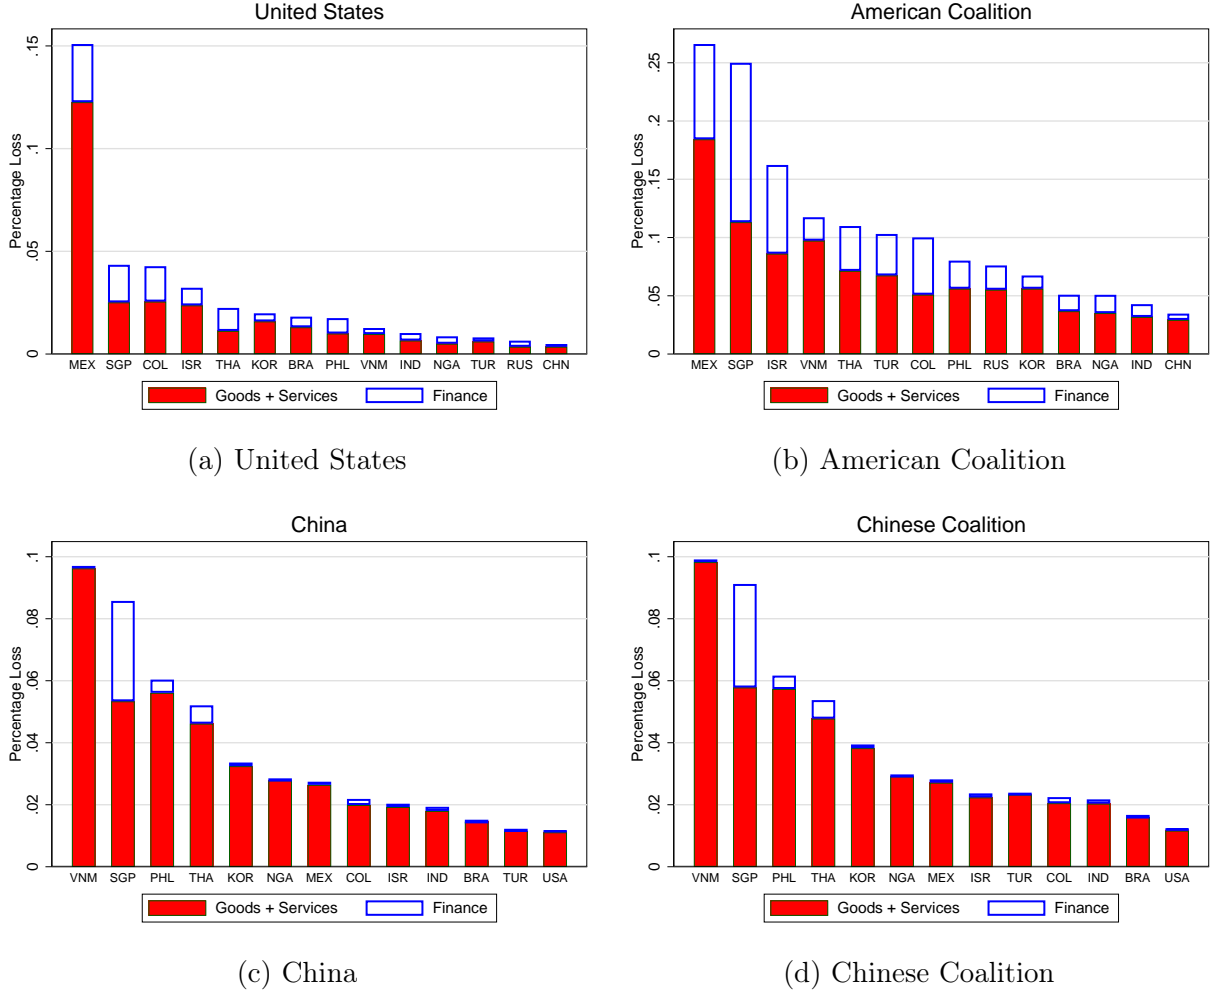 United States
Percentage Loss
.15
.1
.05
0
MEX SGP COL ISR THA KOR BRA PHL VNM IND NGA TUR RUS CHN
Goods + Services Finance
(a) United States
American Coalition
Percentage Loss
.25
.2
.15
.1
.05
0
MEX SGP ISR VNM THA TUR COL PHL RUS KOR BRA NGA IND CHN
Goods + Services Finance
(b) American Coalition
China
Percentage Loss
.1
.08
.06
.04
.02
0
VNM SGP PHL THA KOR NGA MEX COL ISR IND BRA TUR USA
Goods + Services Finance
(c) China
Chinese Coalition
Percentage Loss
.1
.08
.06
.04
.02
0
VNM SGP PHL THA KOR NGA MEX ISR TUR COL IND BRA USA
Goods + Services Finance
(d) Chinese Coalition